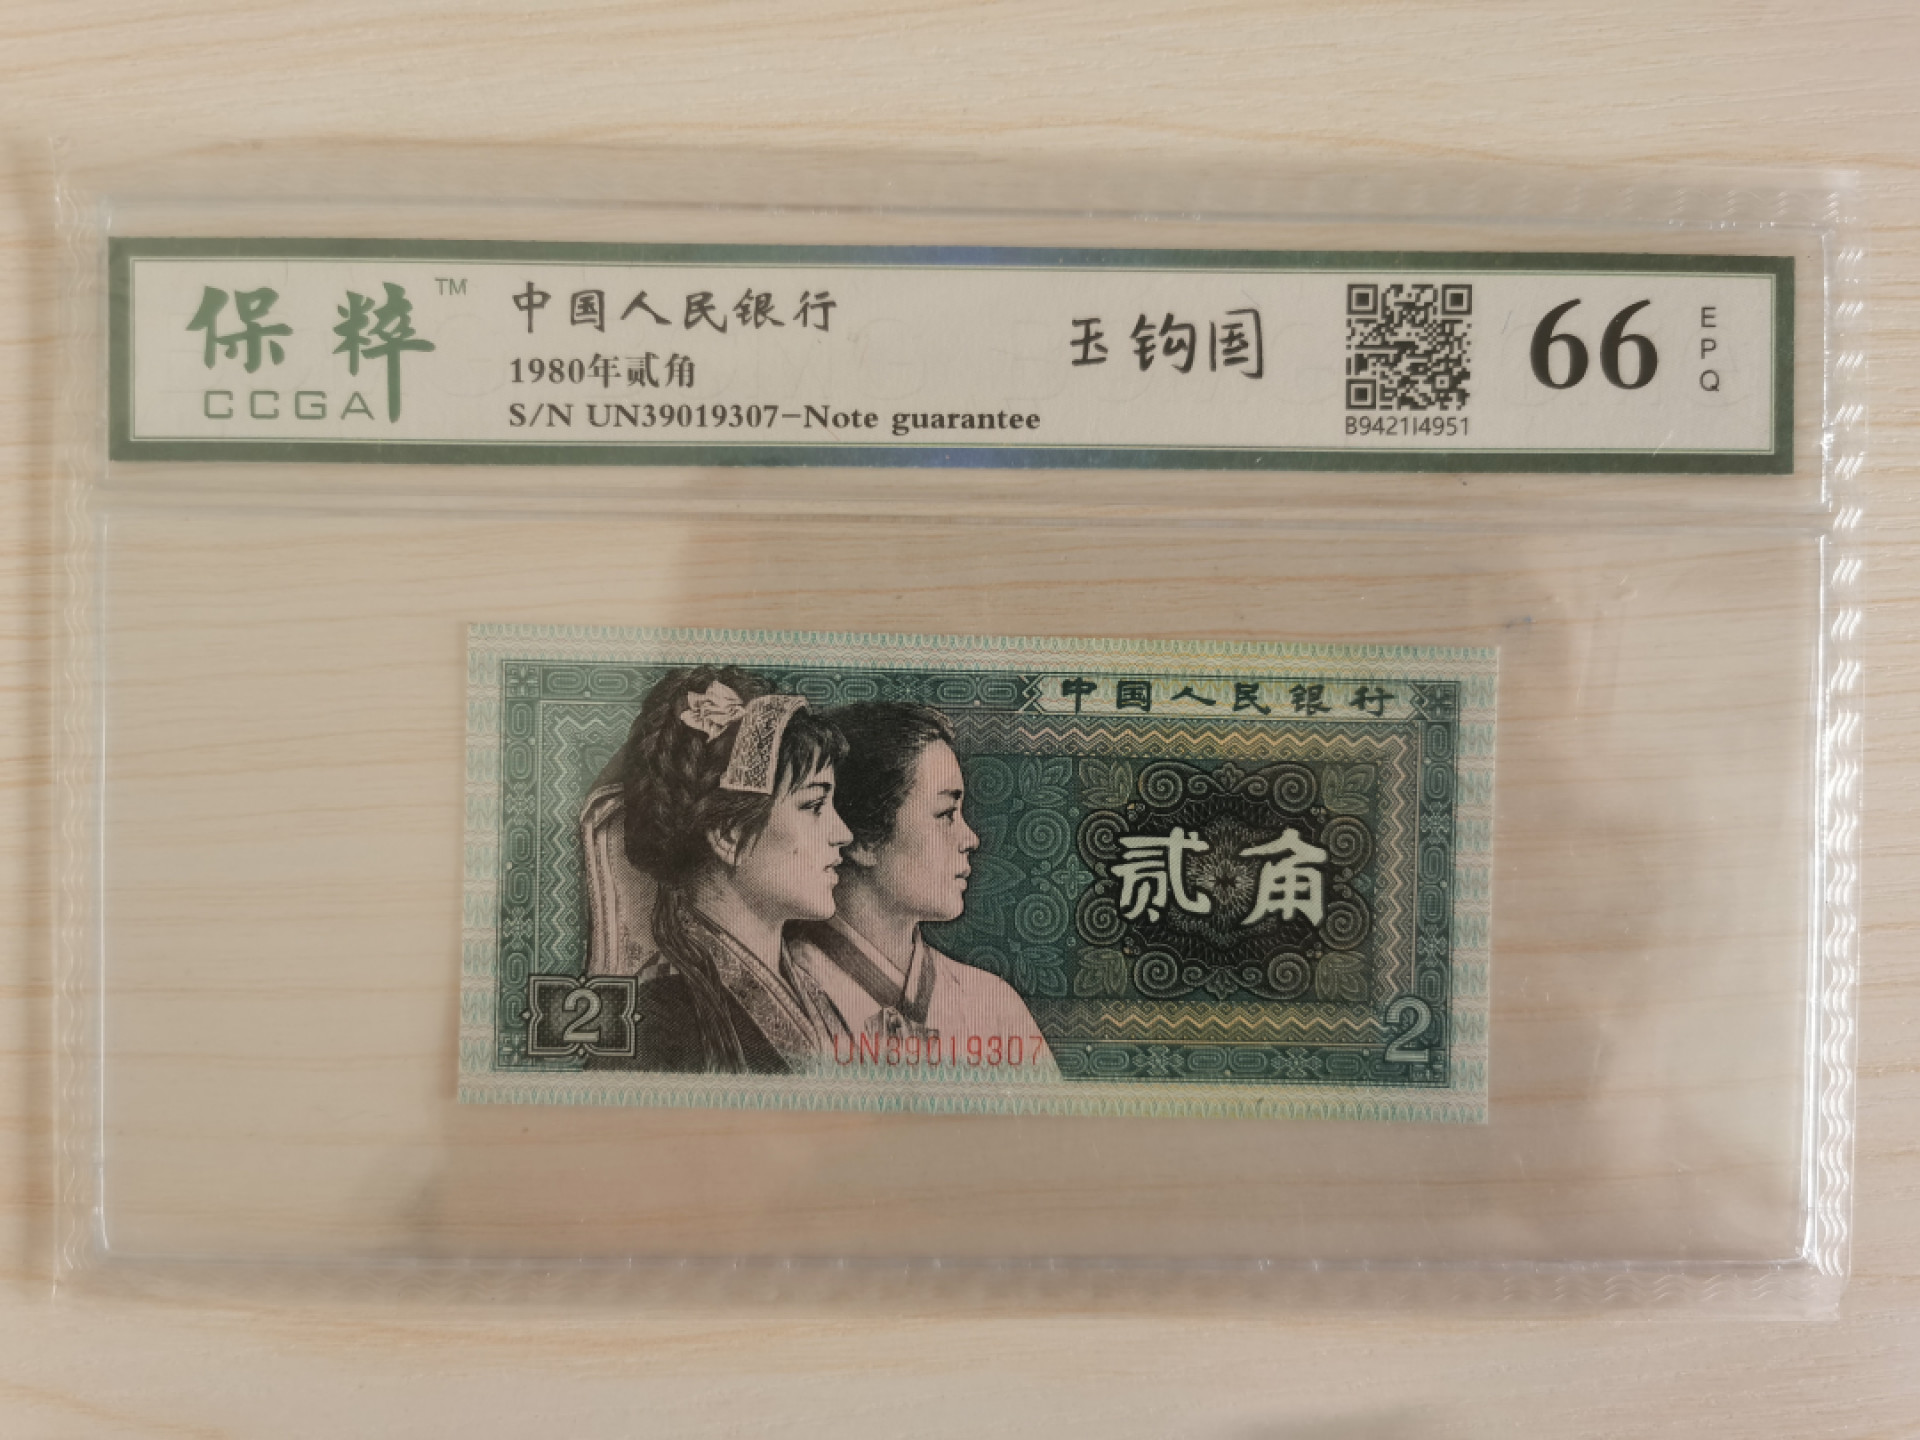 保粹™
CCGA
中国人民银行
1980年贰角
S/N UN39019307-Note guarantee
玉钩国
B9421I4951
66
EPQ
中国人民银行
贰角
2
2
UN39019307